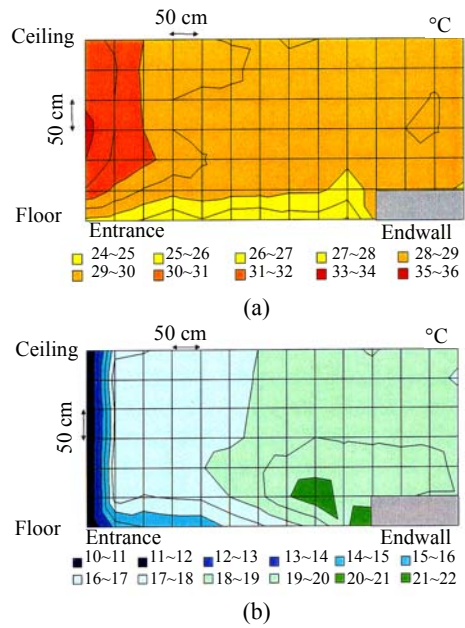 50 cm
°C
Ceiling
50 cm
Floor
Entrance Endwall
24~25 25~26 26~27 27~28 28~29
29~30 30~31 31~32 33~34 35~36
(a)
50 cm
°C
Ceiling
50 cm
Floor
Entrance Endwall
10~11 11~12 12~13 13~14 14~15 15~16
16~17 17~18 18~19 19~20 20~21 21~22
(b)